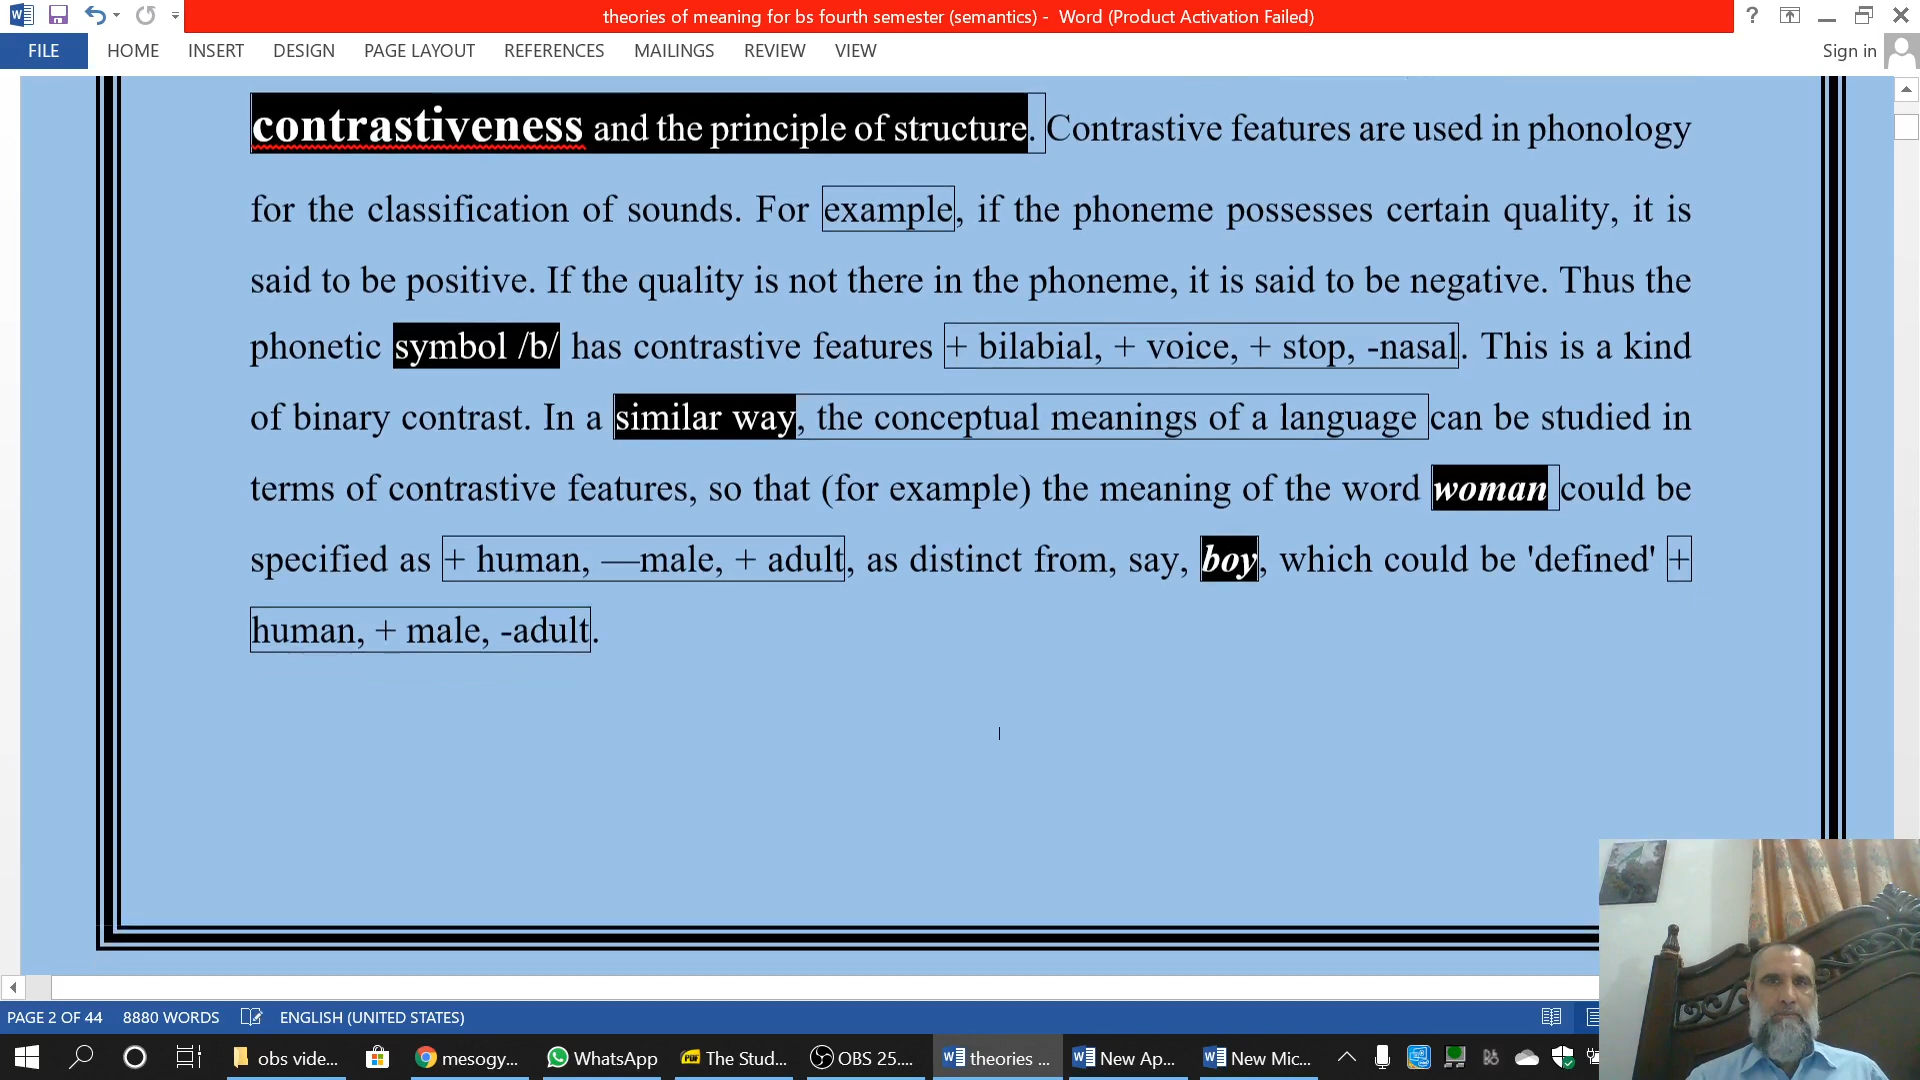 theories of meaning for bs fourth semester (semantics) - Word (Product Activation Failed)
?
FILE HOME INSERT DESIGN PAGE LAYOUT REFERENCES MAILINGS REVIEW VIEW Sign in
contrastiveness and the principle of structure. Contrastive features are used in phonology
for the classification of sounds. For example, if the phoneme possesses certain quality, it is
said to be positive. If the quality is not there in the phoneme, it is said to be negative. Thus the
phonetic symbol /b/ has contrastive features + bilabial, + voice, + stop, -nasal. This is a kind
of binary contrast. In a similar way, the conceptual meanings of a language can be studied in
terms of contrastive features, so that (for example) the meaning of the word woman could be
specified as + human, —male, + adult, as distinct from, say, boy, which could be 'defined' +
human, + male, -adult.
PAGE 2 OF 44 8880 WORDS ENGLISH (UNITED STATES)
obs vide... mesogy... WhatsApp The Stud... OBS 25.... theories ... New Ap... New Mic...